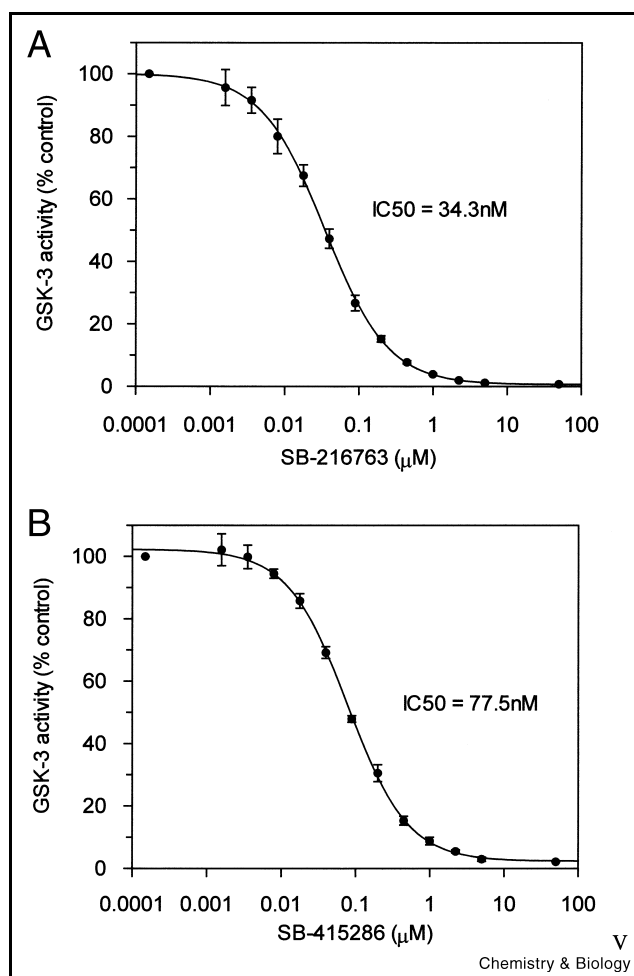 A
GSK-3 activity (% control)
100
80
60
40
20
0
IC50 = 34.3nM
0.0001 0.001 0.01 0.1 1 10 100
SB-216763 (μM)
B
GSK-3 activity (% control)
100
80
60
40
20
0
IC50 = 77.5nM
0.0001 0.001 0.01 0.1 1 10 100
SB-415286 (μM)
V
Chemistry & Biology